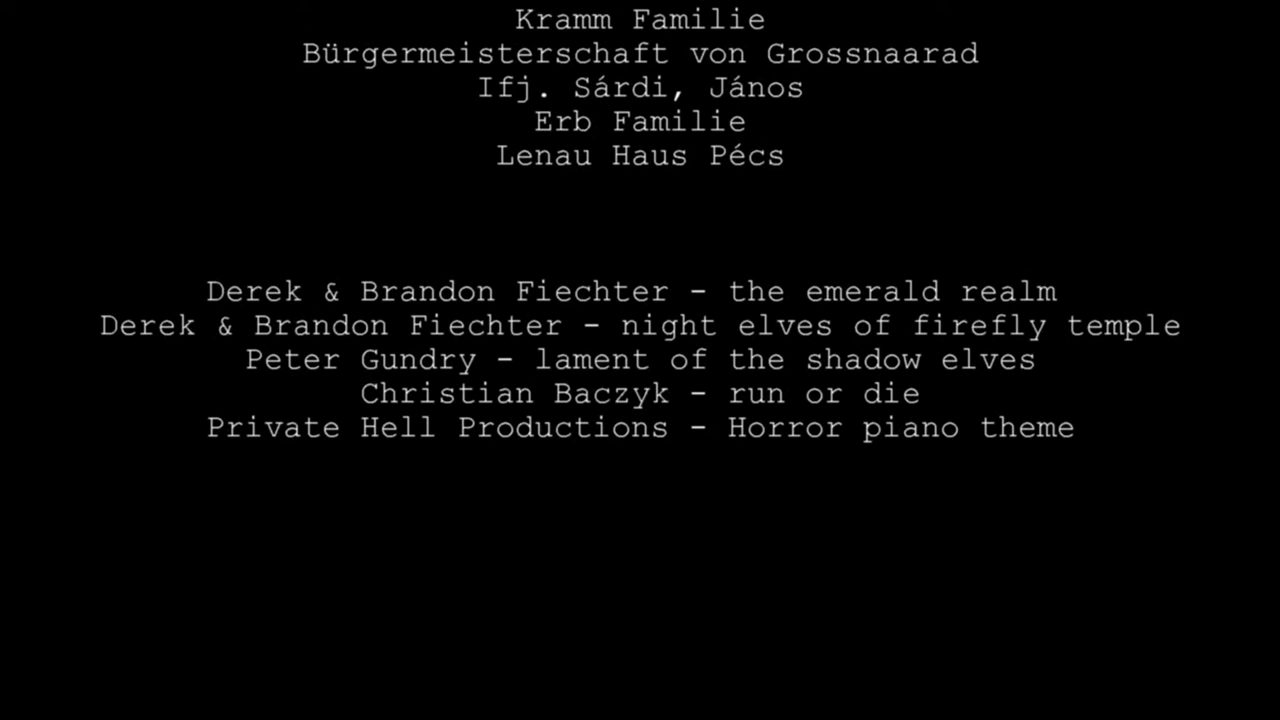 Kramm Familie
Bürgermeisterschaft von Grossnaarad
Ifj. Sárdi, János
Erb Familie
Lenau Haus Pécs
Derek & Brandon Fiechter - the emerald realm
Derek & Brandon Fiechter - night elves of firefly temple
Peter Gundry - lament of the shadow elves
Christian Baczyk - run or die
Private Hell Productions - Horror piano theme